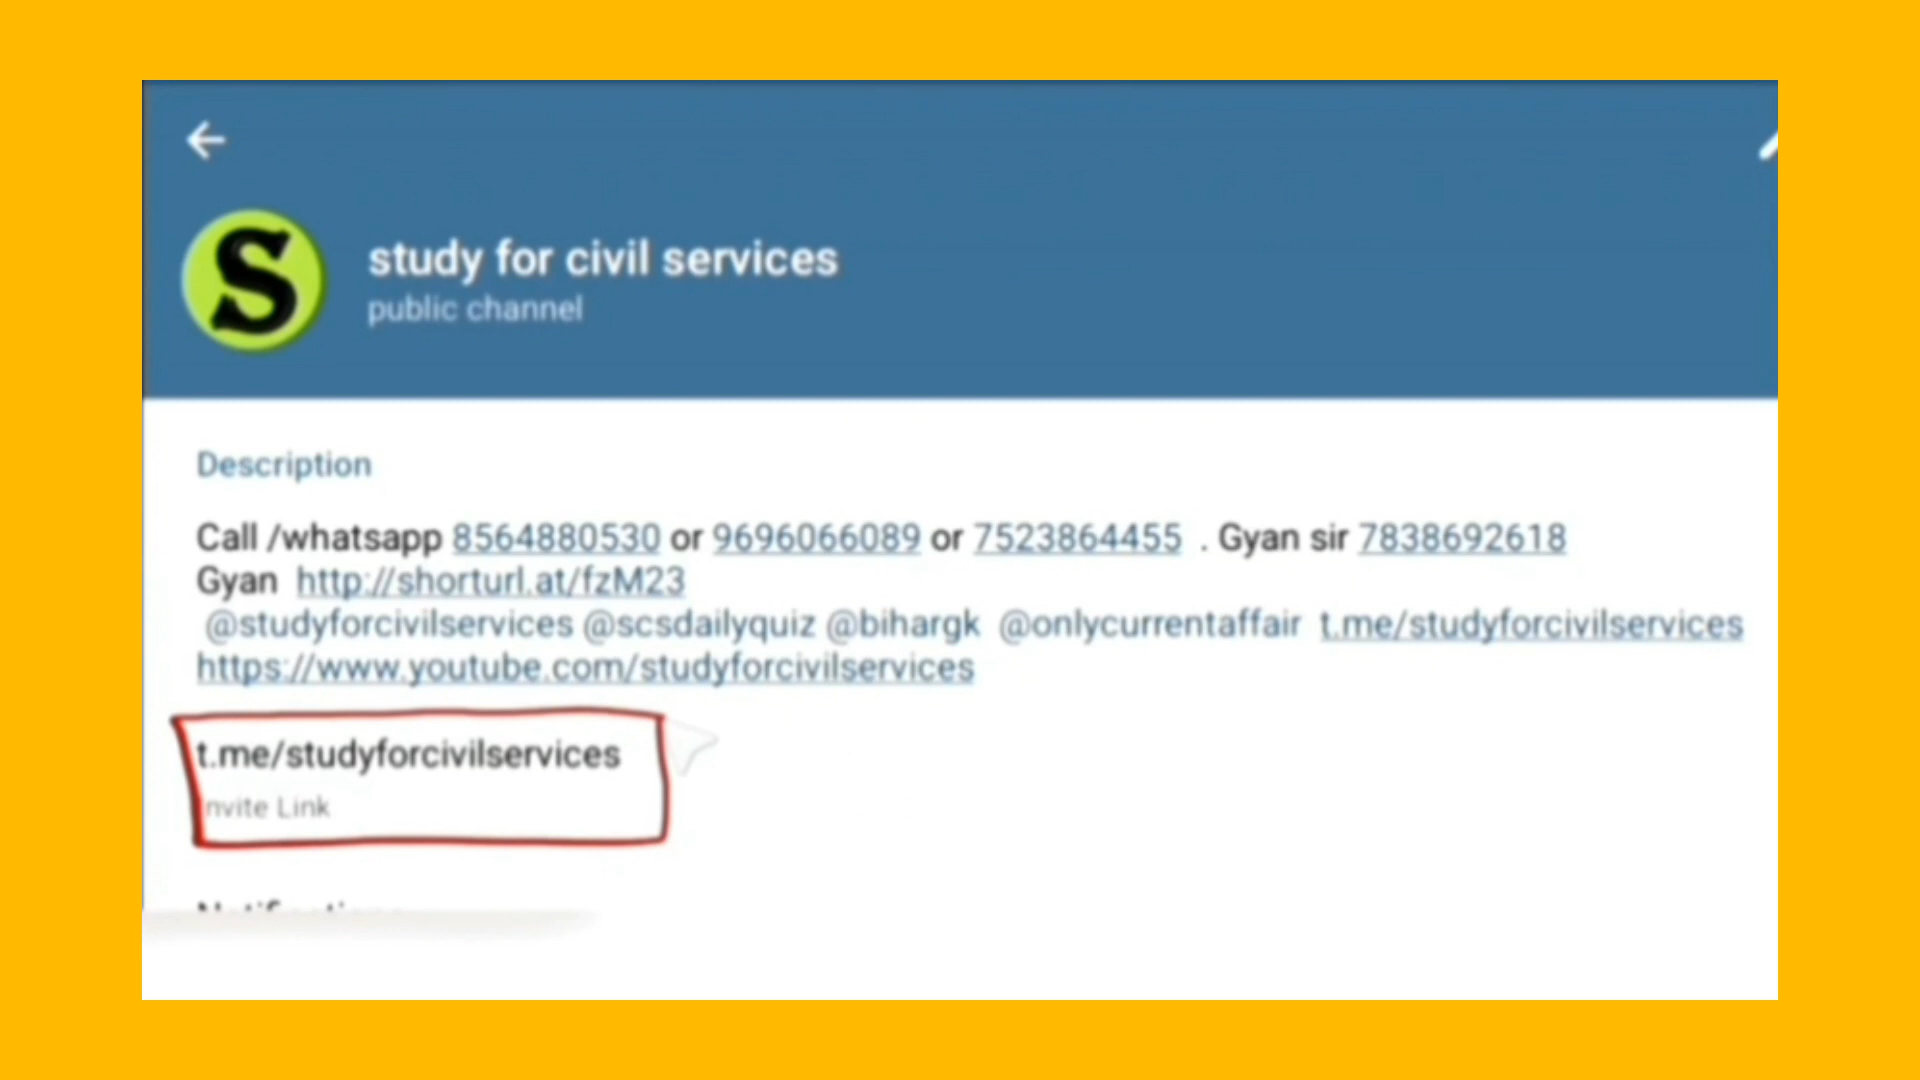 study for civil services
public channel
Description
Call /whatsapp 8564880530 or 9696066089 or 7523864455 . Gyan sir 7838692618
Gyan http://shorturl.at/fzM23
@studyforcivilservices @scsdailyquiz @bihargk @onlycurrentaffair t.me/studyforcivilservices
https://www.youtube.com/studyforcivilservices
t.me/studyforcivilservices
Invite Link